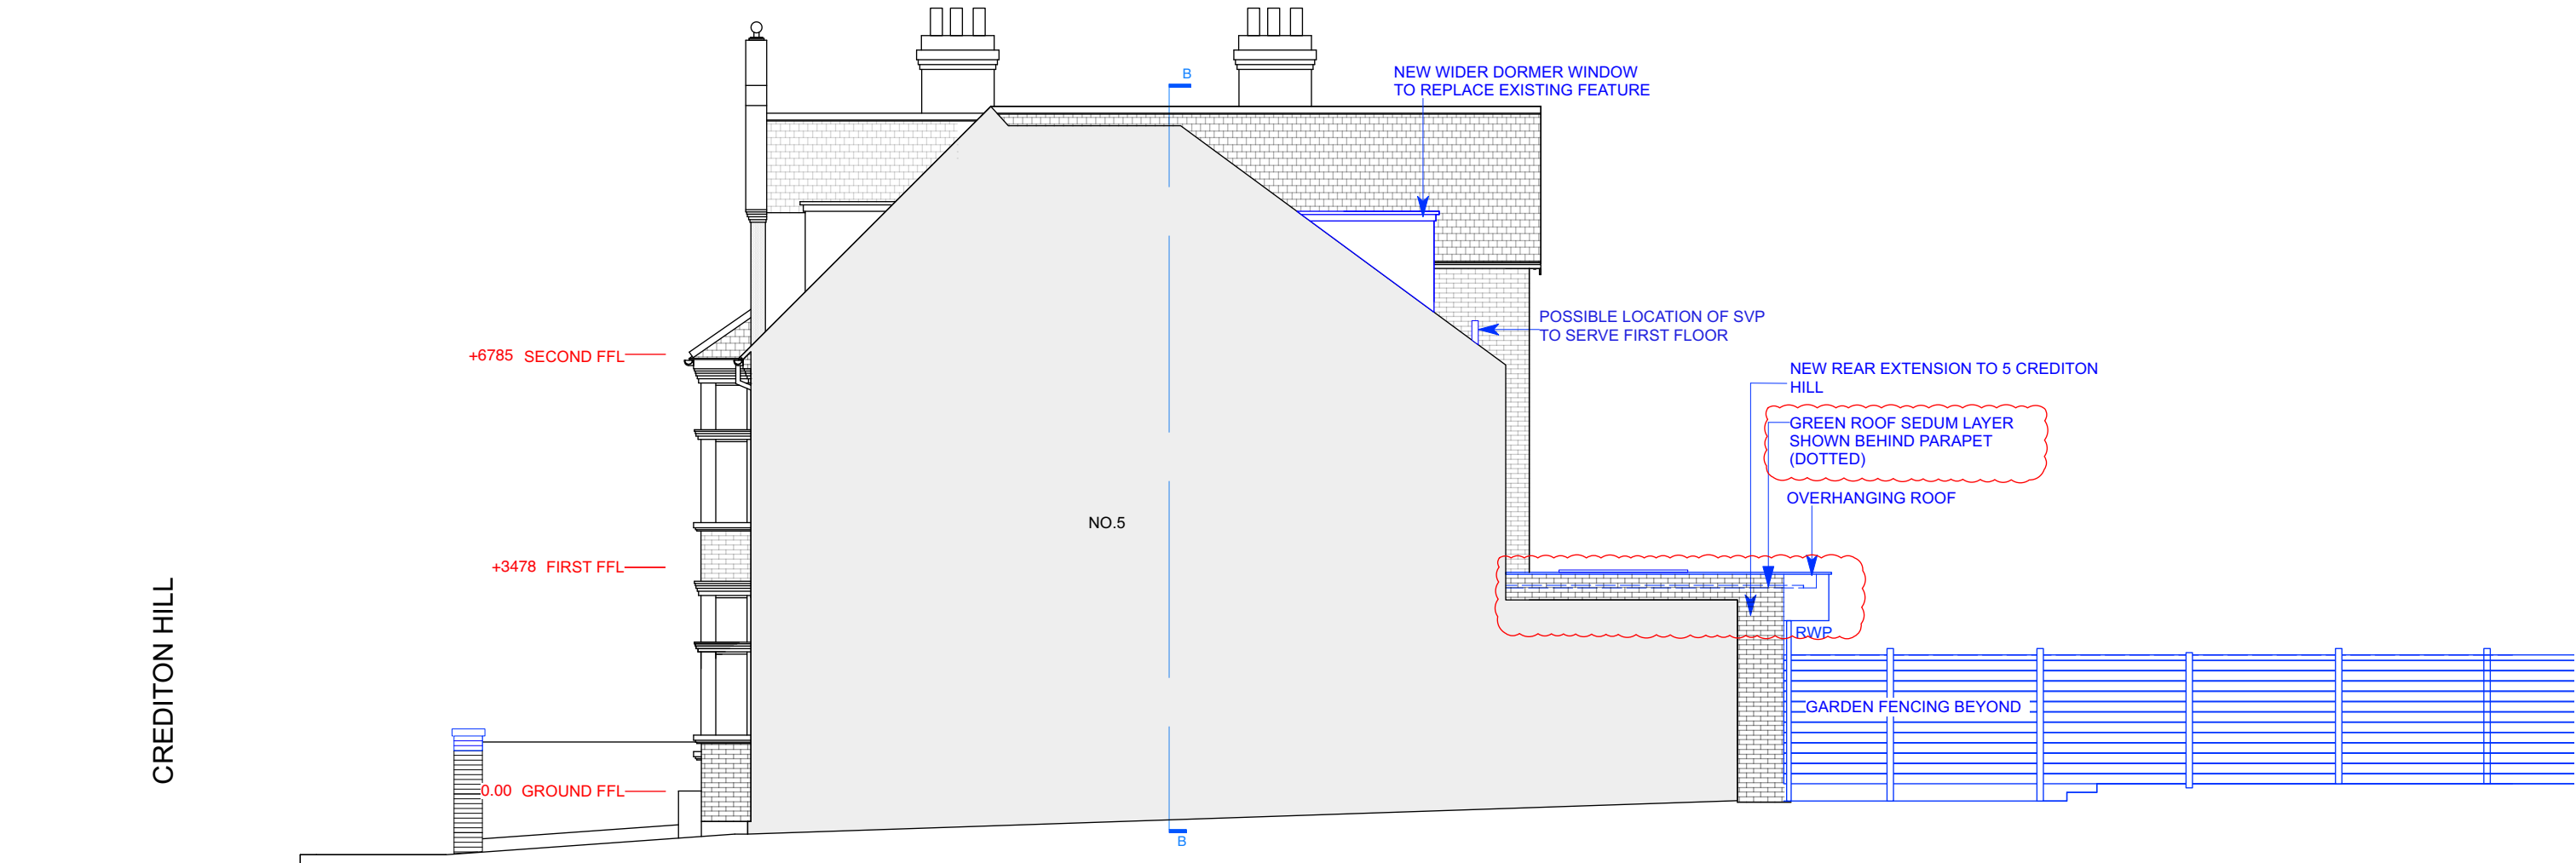 B
NEW WIDER DORMER WINDOW
TO REPLACE EXISTING FEATURE
POSSIBLE LOCATION OF SVP
TO SERVE FIRST FLOOR
+6785 SECOND FFL
NEW REAR EXTENSION TO 5 CREDITON
HILL
GREEN ROOF SEDUM LAYER
SHOWN BEHIND PARAPET
(DOTTED)
OVERHANGING ROOF
NO.5
+3478 FIRST FFL
CREDITON HILL
RWP
GARDEN FENCING BEYOND
0.00 GROUND FFL
B